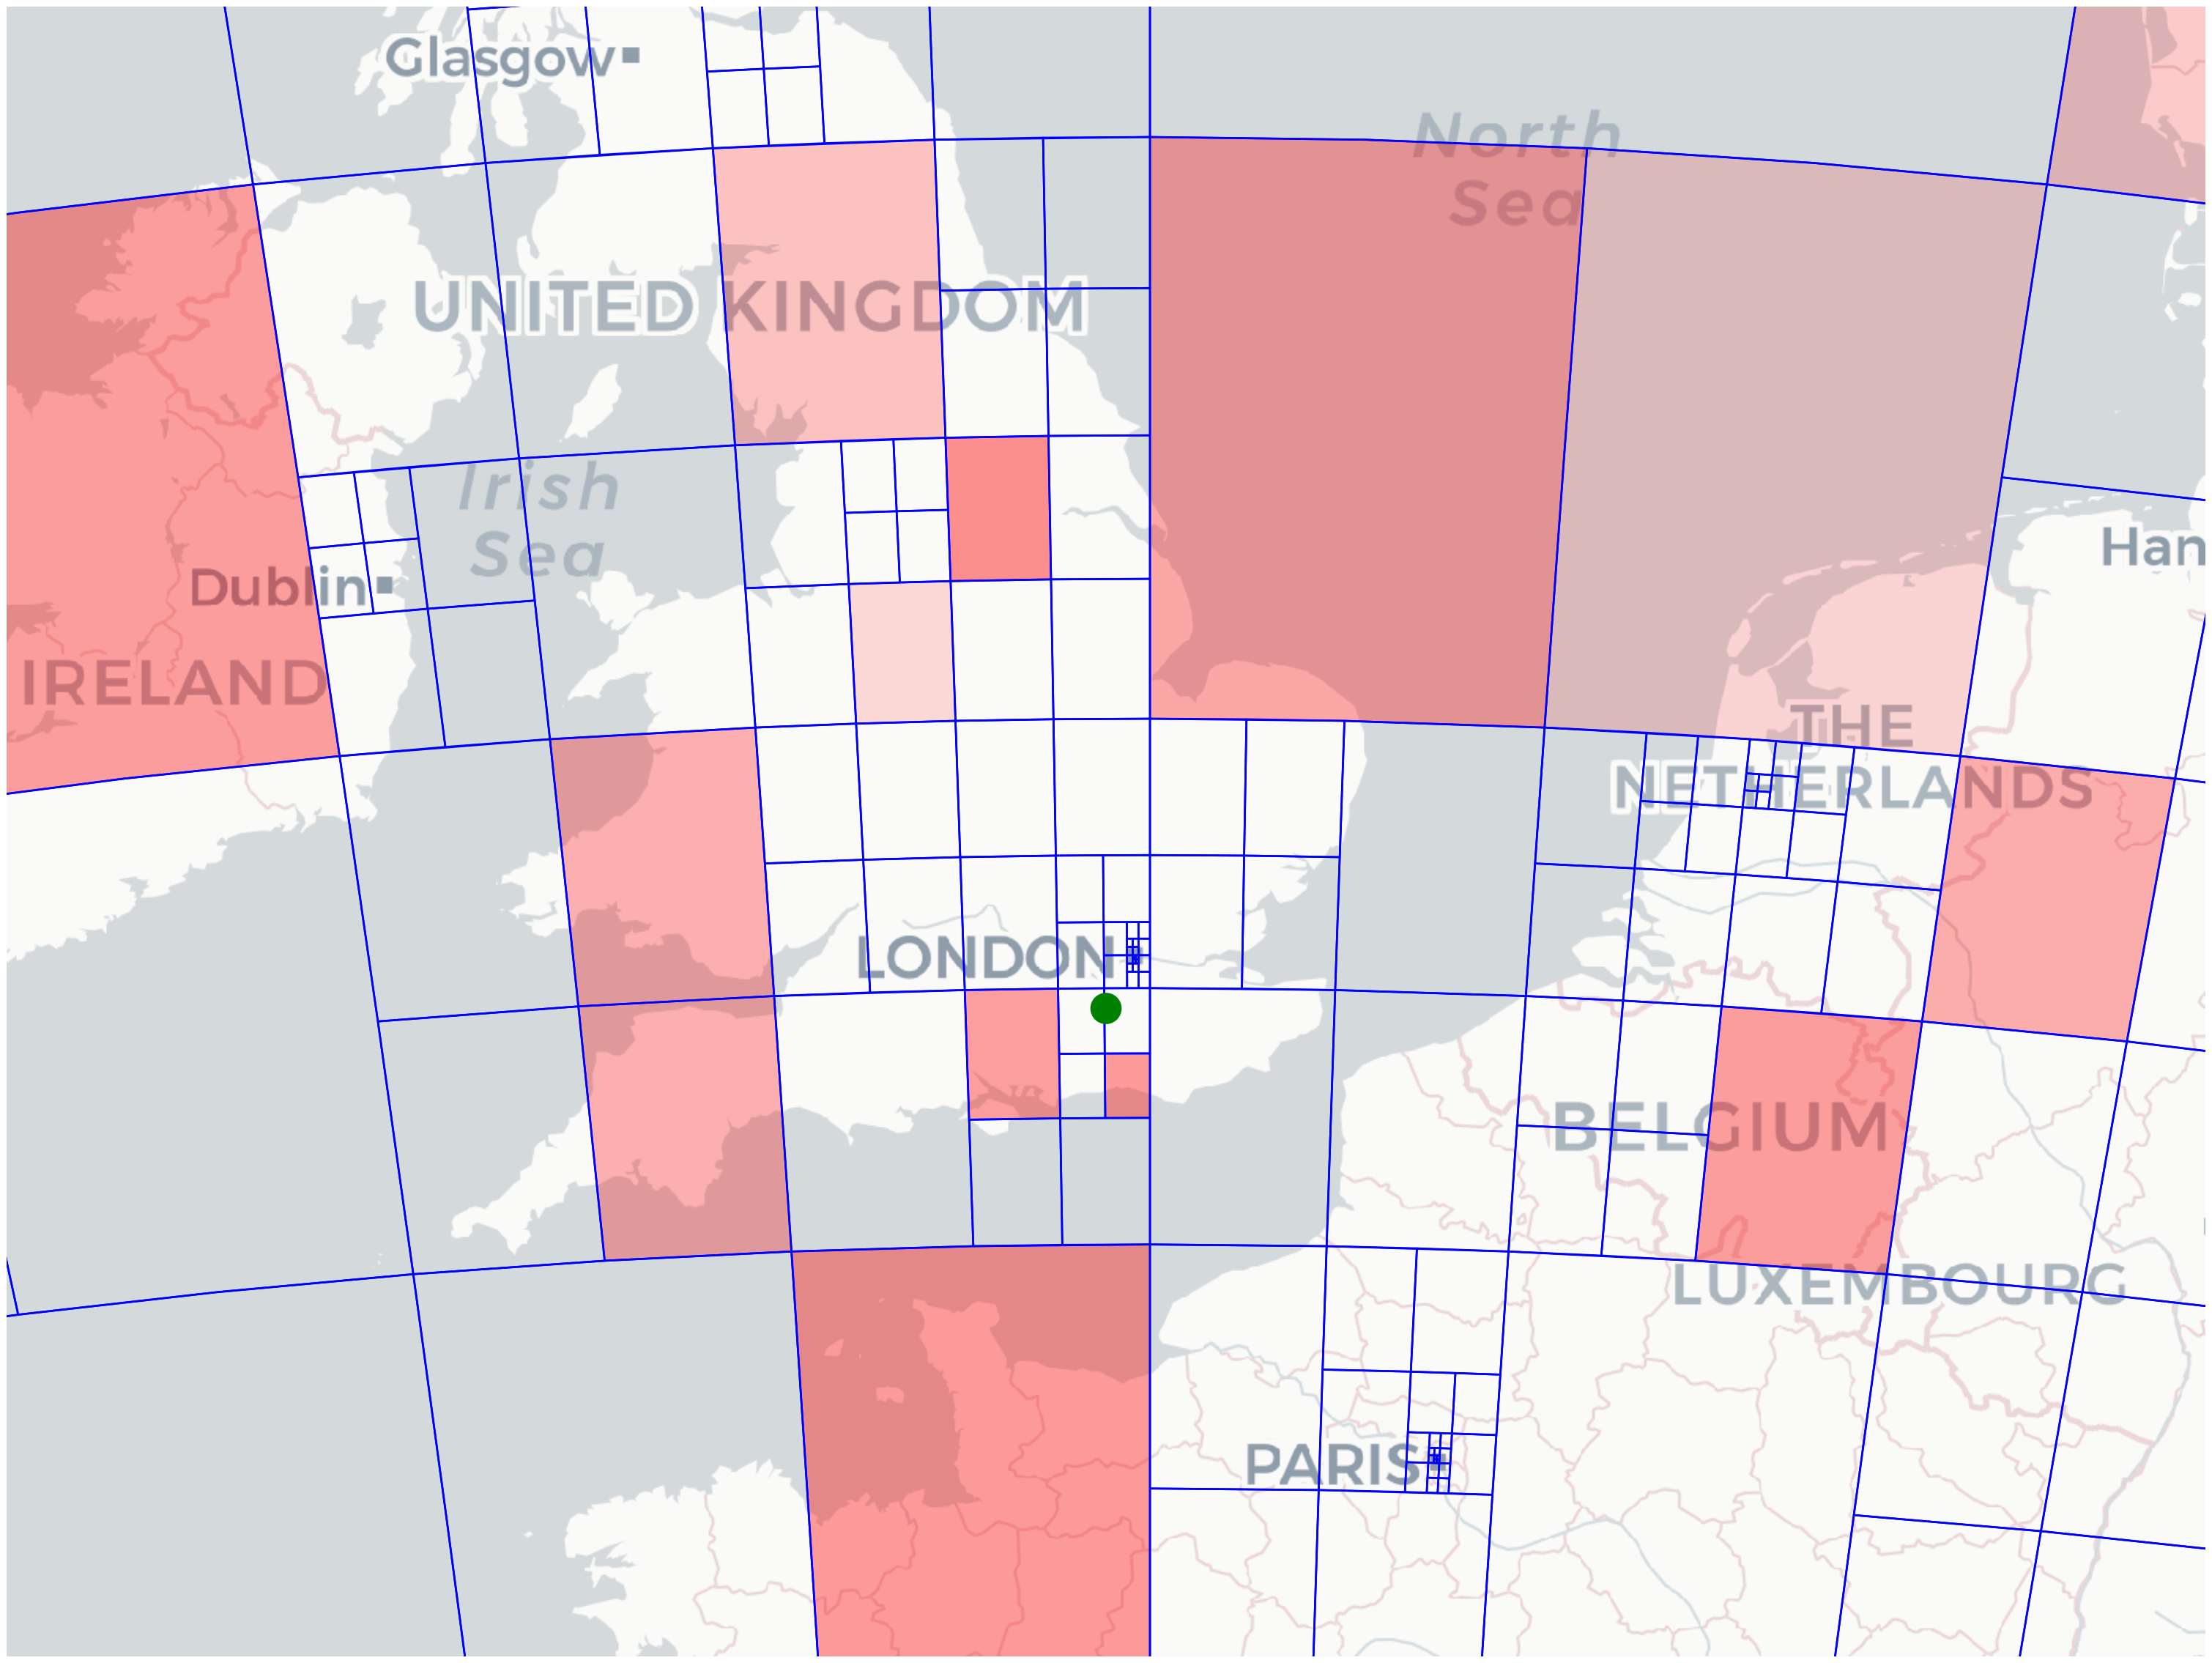 Glasgow
North
Sea
UNITED KINGDOM
Irish
Sea
Han
Dublin
IRELAND
THE
NETHERLANDS
LONDON
BELGIUM
LUXEMBOURG
PARIS